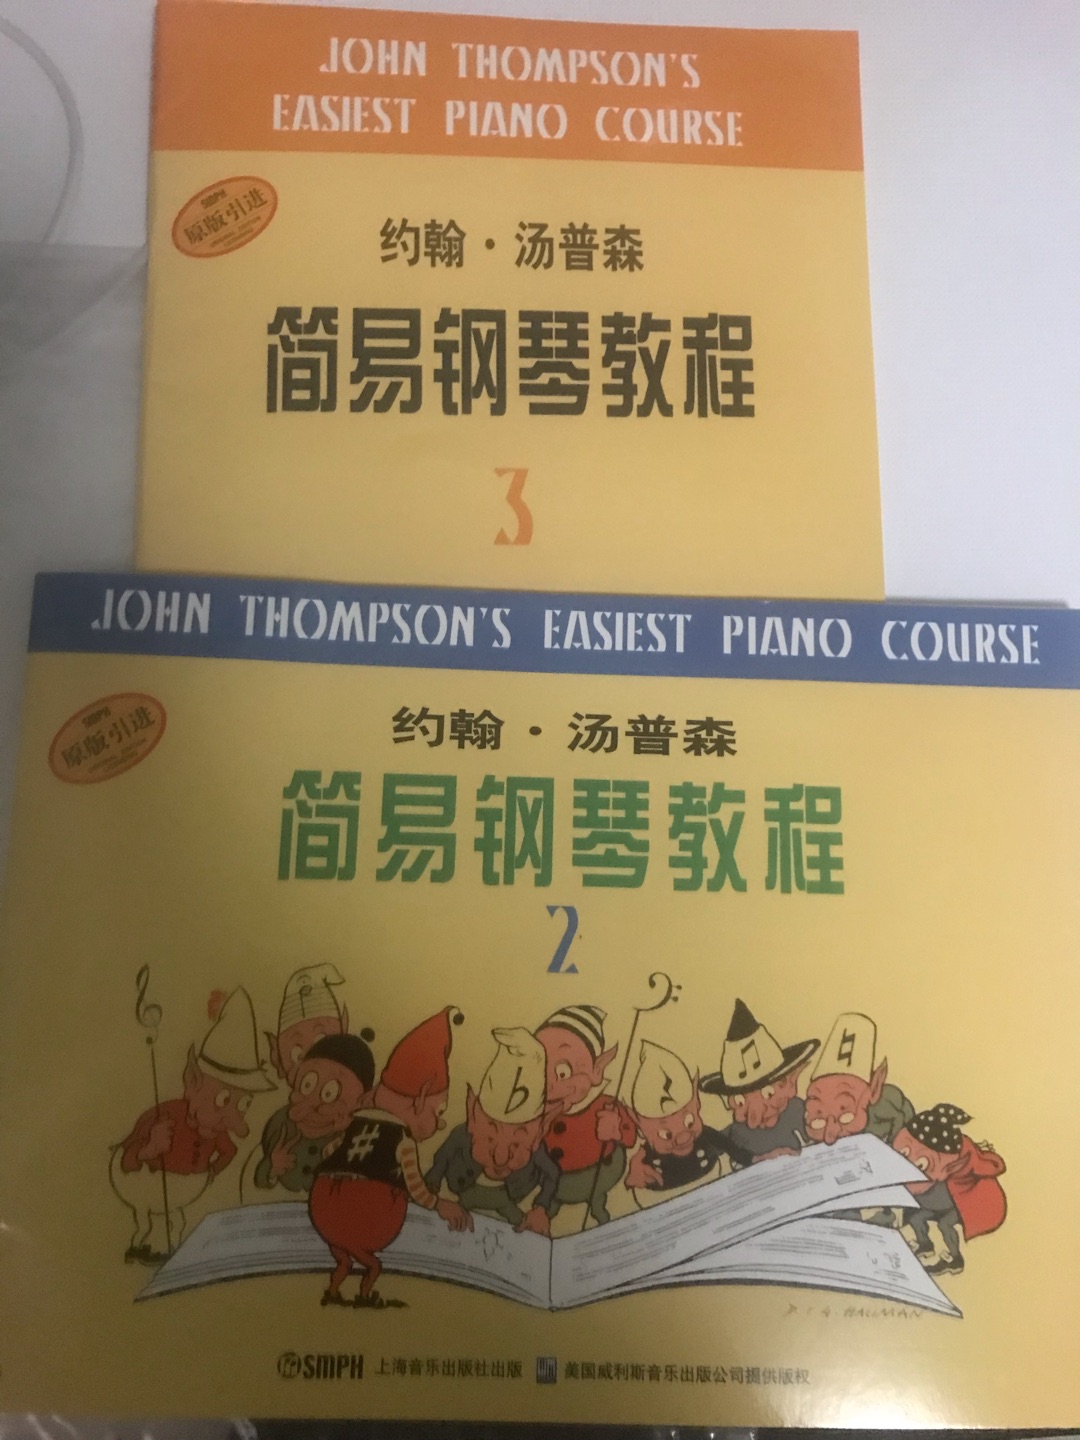 JOHN THOMPSON'S
EASIEST PIANO COURSE
SMPH
原版引进
约翰·汤普森
简易钢琴教程
3
JOHN THOMPSON'S EASIEST PIANO COURSE
SMPH
原版引进
约翰·汤普森
简易钢琴教程
2
SMPH 上海音乐出版社出版 美国威利斯音乐出版公司提供版权